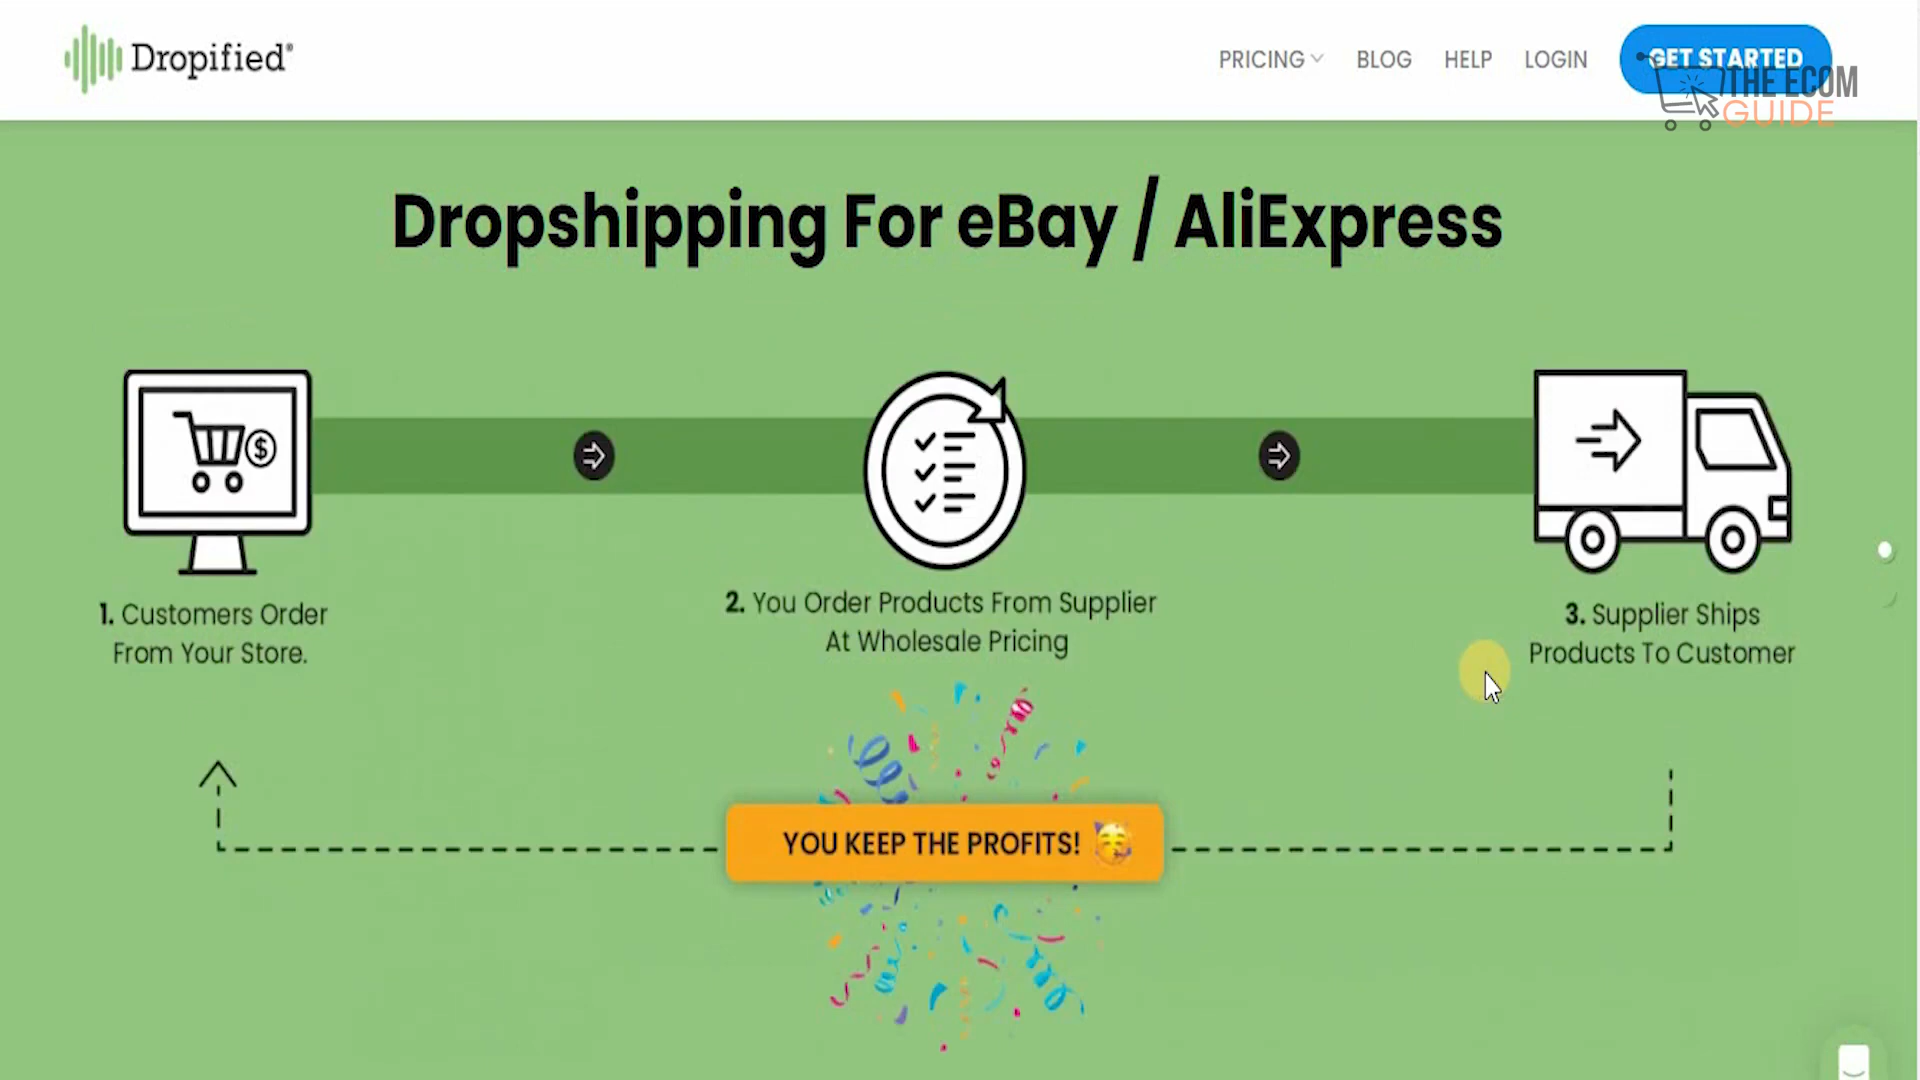 Dropified®
PRICING BLOG HELP LOGIN GET STARTED
THE ECOM
GUIDE
Dropshipping For eBay / AliExpress
$
1. Customers Order
From Your Store.
2. You Order Products From Supplier
At Wholesale Pricing
3. Supplier Ships
Products To Customer
YOU KEEP THE PROFITS!